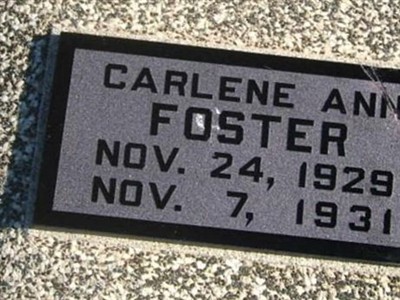 CARLENE ANN
FOSTER
NOV. 24, 1929
NOV. 7, 1931